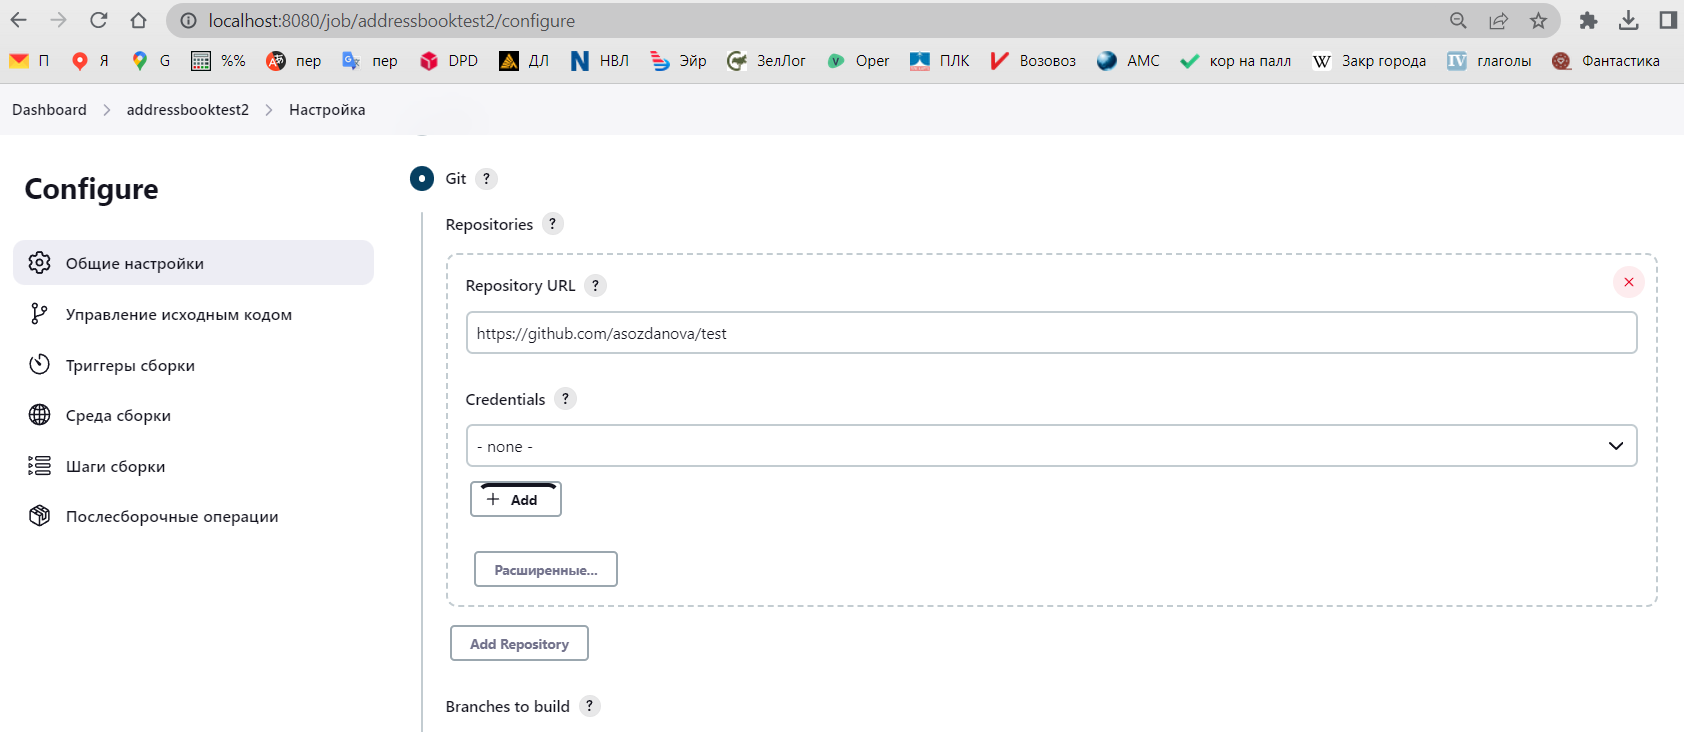 localhost:8080/job/addressbooktest2/configure
П Я G %% пер пер DPD ДЛ НВЛ Эйр ЗелЛог Oper ПЛК Возовоз АМС кор на палл W Закр города IV глаголы Фантастика
Dashboard > addressbooktest2 > Настройка
Configure
Общие настройки
Управление исходным кодом
Триггеры сборки
Среда сборки
Шаги сборки
Послесборочные операции
Git ?
Repositories ?
Repository URL ?
https://github.com/asozdanova/test
Credentials ?
- none -
+ Add
Расширенные...
Add Repository
Branches to build ?